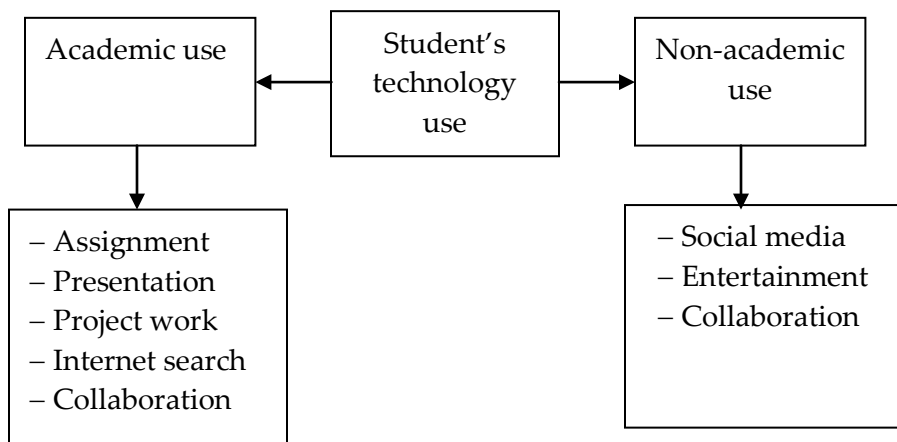 Academic use
Student’s
technology
use
Non-academic
use
– Assignment
– Presentation
– Project work
– Internet search
– Collaboration
– Social media
– Entertainment
– Collaboration